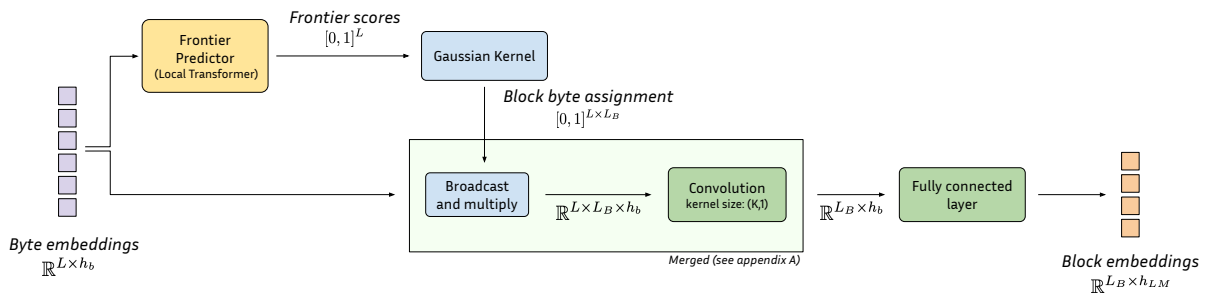 Frontier scores
[0, 1]^L
Frontier
Predictor
(Local Transformer)
Gaussian Kernel
Block byte assignment
[0, 1]^{L×L_B}
Broadcast
and multiply
ℝ^{L×L_B×h_b}
Convolution
kernel size: (K,1)
ℝ^{L_B×h_b}
Fully connected
layer
Merged (see appendix A)
Byte embeddings
ℝ^{L×h_b}
Block embeddings
ℝ^{L_B×h_{LM}}